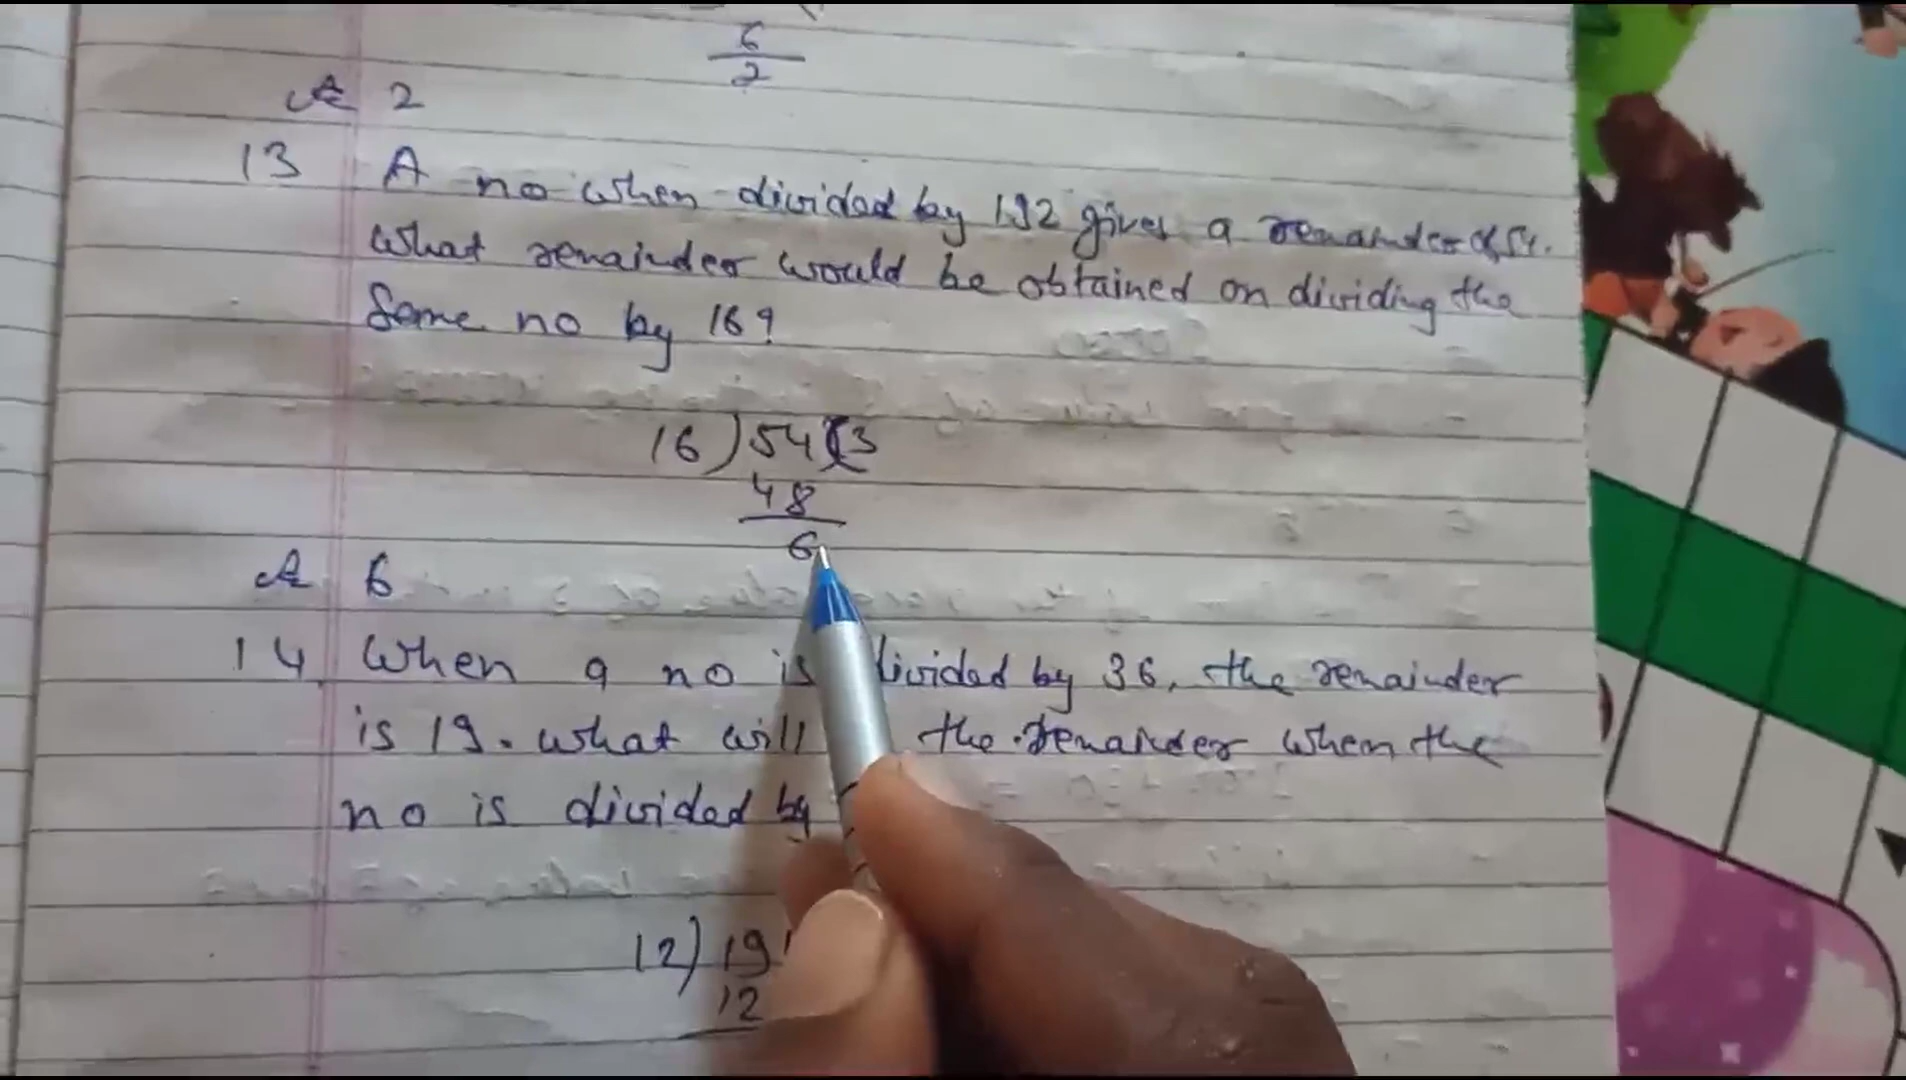 6
2
A 2
13 A no when divided by 192 gives a remainder of 54.
What remainder would be obtained on dividing the
Same no by 16?
16)54(3
48
6
A 6
14. When a no is divided by 36, the remainder
is 19. what will the remainder when the
no is divided by
12)19
12